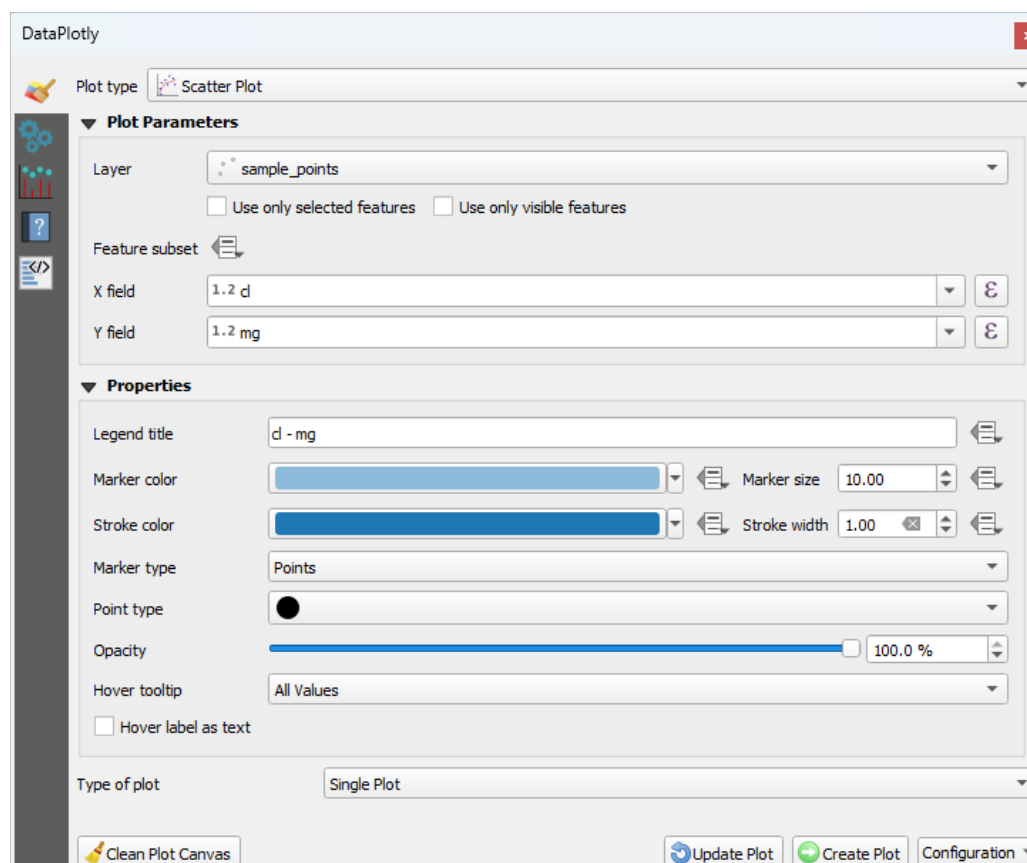 DataPlotly
Plot type Scatter Plot
Plot Parameters
Layer sample_points
Use only selected features Use only visible features
Feature subset
X field 1.2 cl ε
Y field 1.2 mg ε
Properties
Legend title cl - mg
Marker color Marker size 10.00
Stroke color Stroke width 1.00
Marker type Points
Point type
Opacity 100.0 %
Hover tooltip All Values
Hover label as text
Type of plot Single Plot
Clean Plot Canvas Update Plot Create Plot Configuration